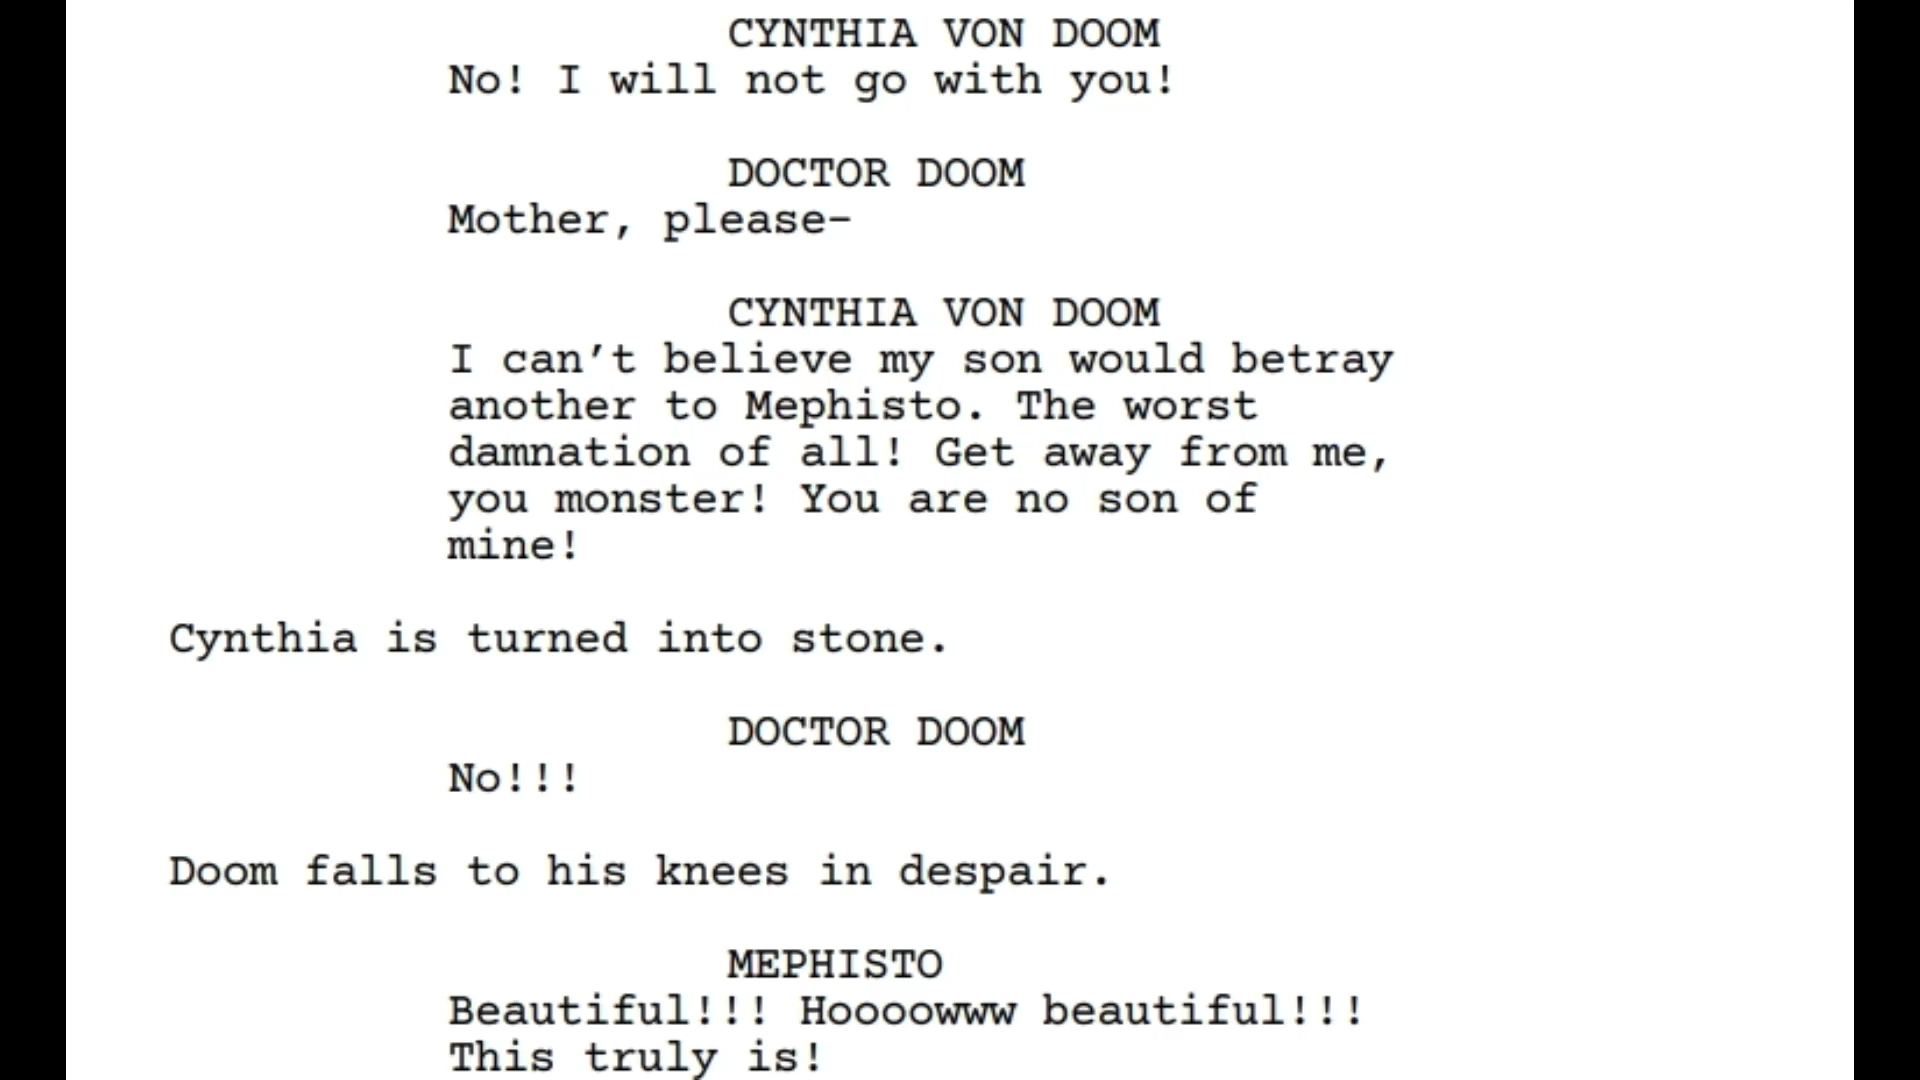 CYNTHIA VON DOOM
No! I will not go with you!
DOCTOR DOOM
Mother, please-
CYNTHIA VON DOOM
I can't believe my son would betray
another to Mephisto. The worst
damnation of all! Get away from me,
you monster! You are no son of
mine!
Cynthia is turned into stone.
DOCTOR DOOM
No!!!
Doom falls to his knees in despair.
MEPHISTO
Beautiful!!! Hoooowww beautiful!!!
This truly is!